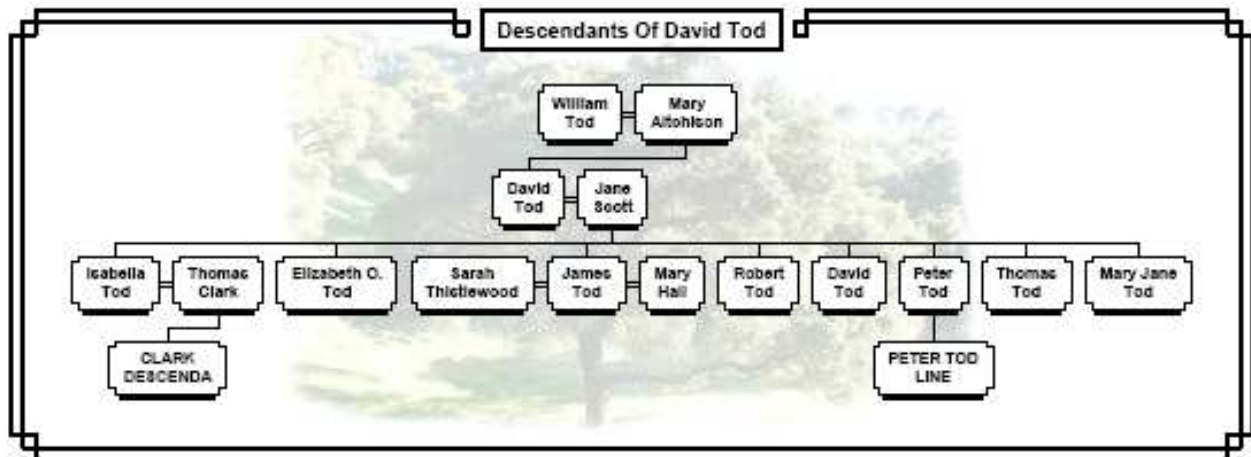 Descendants Of David Tod
William
Tod
Mary
Aitohison
David
Tod
Jane
Scott
Isabella
Tod
Thomas
Clark
Elizabeth O.
Tod
Sarah
Thistlewood
James
Tod
Mary
Hall
Robert
Tod
David
Tod
Peter
Tod
Thomas
Tod
Mary Jane
Tod
CLARK
DESCENDA
PETER TOD
LINE